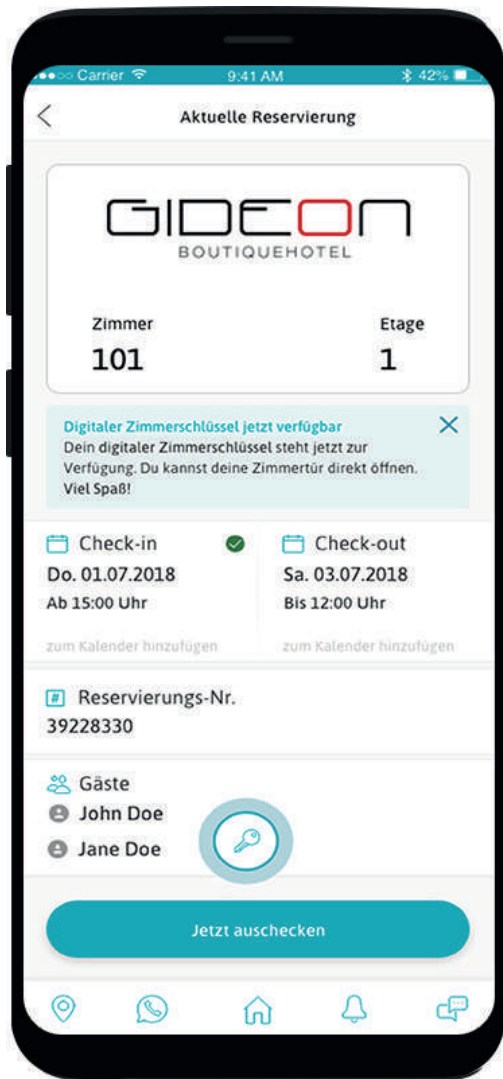 Carrier 9:41 AM 42%
Aktuelle Reservierung
GIDEON
BOUTIQUEHOTEL
Zimmer Etage
101 1
Digitaler Zimmerschlüssel jetzt verfügbar
Dein digitaler Zimmerschlüssel steht jetzt zur
Verfügung. Du kannst deine Zimmertür direkt öffnen.
Viel Spaß!
Check-in Check-out
Do. 01.07.2018 Sa. 03.07.2018
Ab 15:00 Uhr Bis 12:00 Uhr
zum Kalender hinzufügen zum Kalender hinzufügen
# Reservierungs-Nr.
39228330
Gäste
John Doe
Jane Doe
Jetzt auschecken